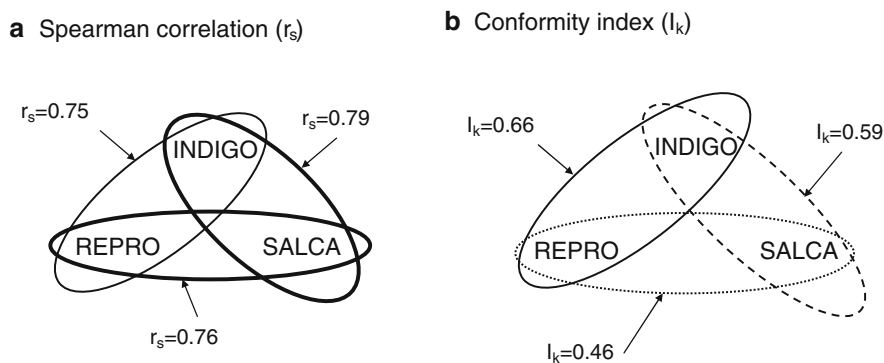 a Spearman correlation (rs)
rs=0.75
rs=0.79
INDIGO
REPRO
SALCA
rs=0.76
b Conformity index (Ik)
Ik=0.66
Ik=0.59
INDIGO
REPRO
SALCA
Ik=0.46